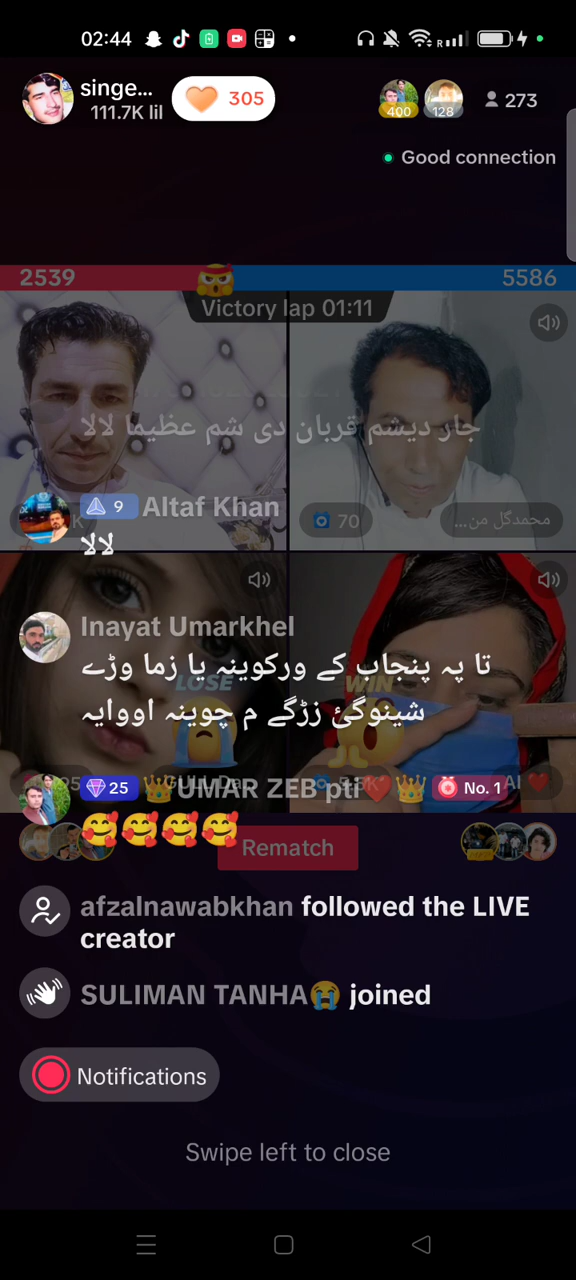 02:44
singe...
111.7K lil
305
400
128
273
Good connection
2539
5586
Victory lap 01:11
جار دیشم قربان دی شم عظیما لالا
K
9 Altaf Khan
70
محمدگل من...
لالا
Inayat Umarkhel
تا پہ پنجاب کے ورکوینہ یا زما وڑے
LOSE
WIN
شینوگئ زڑگے م چوینہ اووایہ
25 UMAR ZEB pti No. 1
Rematch
afzalnawabkhan followed the LIVE
creator
SULIMAN TANHA joined
Notifications
Swipe left to close